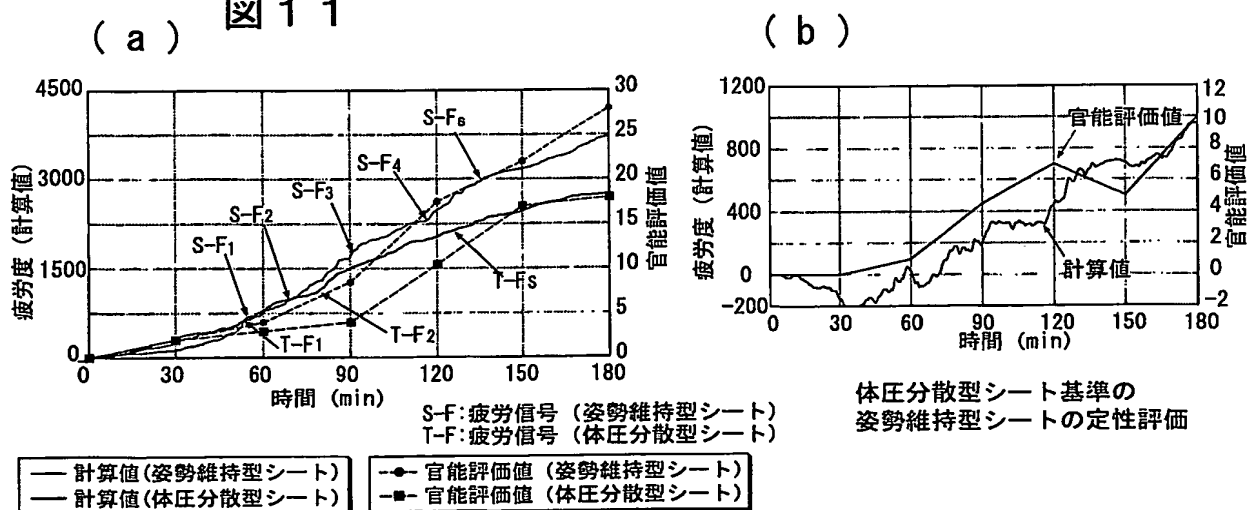 図11
(a)
疲労度 (計算値)
4500
3000
1500
0
30
25
20
15
10
5
0
官能評価値
S-F1
S-F2
S-F3
S-F4
S-Fs
T-F1
T-F2
T-Fs
0 30 60 90 120 150 180
時間 (min)
S-F:疲労信号 (姿勢維持型シート)
T-F:疲労信号 (体圧分散型シート)
計算値(姿勢維持型シート)
計算値(体圧分散型シート)
官能評価値 (姿勢維持型シート)
官能評価値 (体圧分散型シート)
(b)
疲労度 (計算値)
1200
800
400
0
-200
12
10
8
6
4
2
0
-2
官能評価値
官能評価値
計算値
0 30 60 90 120 150 180
時間 (min)
体圧分散型シート基準の
姿勢維持型シートの定性評価